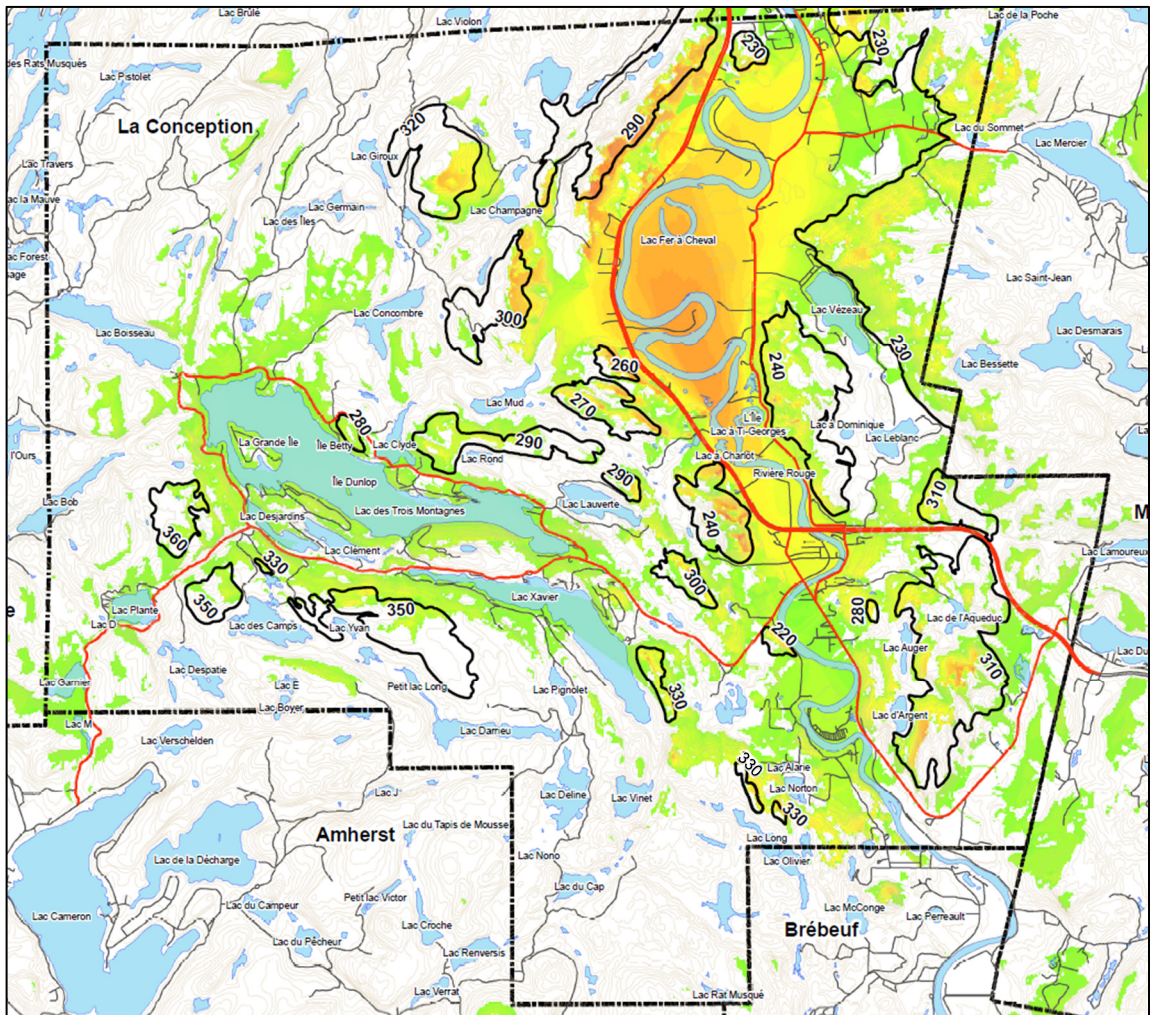 Lac Brûlé
Lac Violon
Lac de la Poche
des Rats Musqués
Lac Pistolet
230
230
La Conception
320
290
Lac du Sommet
Lac Mercier
Lac Travers
Lac Giroux
ac la Mauve
Lac Germain
Lac des Îles
Lac Champagne
Lac Fer à Cheval
ac Forest
sage
Lac Saint-Jean
300
Lac Concombre
Lac Vézeau
Lac Boisseau
Lac Desmarais
230
260
240
Lac Bessette
Lac Mud
270
280
L'Île
La Grande Île
Île Betty
Lac Clyde
290
Lac à Ti-Georges
Lac à Dominique
Lac Leblanc
l'Ours
Lac Rond
Lac à Charlot
290
Rivière Rouge
Île Dunlop
310
Lac Bob
Lac Lauverte
Lac des Trois Montagnes
Lac Desjardins
240
M
360
Lac Clément
Lac Lamoureux
330
300
e
350
350
Lac Xavier
Lac Plante
280
Lac D
Lac des Camps
Lac Yvan
220
Lac de l'Aqueduc
Lac Auger
Lac Du
310
Lac Despatie
Lac Garnier
Lac E
Petit lac Long
Lac Pignolet
330
Lac Boyer
Lac M
Lac d'Argent
Lac Verschelden
Lac Darrieu
330
Lac Alarie
Lac J
Lac Deline
Lac Vinet
Lac Norton
330
Amherst
Lac du Tapis de Mousse
Lac Long
Lac de la Décharge
Lac Nono
Lac Olivier
Lac du Cap
Petit lac Victor
Lac du Campeur
Lac McConge
Lac Cameron
Lac Croche
Lac Perreault
Brébeuf
Lac du Pêcheur
Lac Renversis
Lac Verrat
Lac Rat Musqué